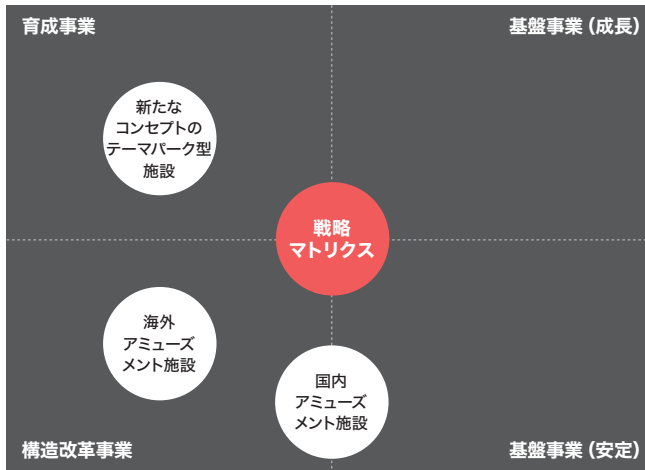 育成事業
基盤事業（成長）
新たな
コンセプトの
テーマパーク型
施設
戦略
マトリクス
海外
アミューズ
メント施設
国内
アミューズ
メント施設
構造改革事業
基盤事業（安定）